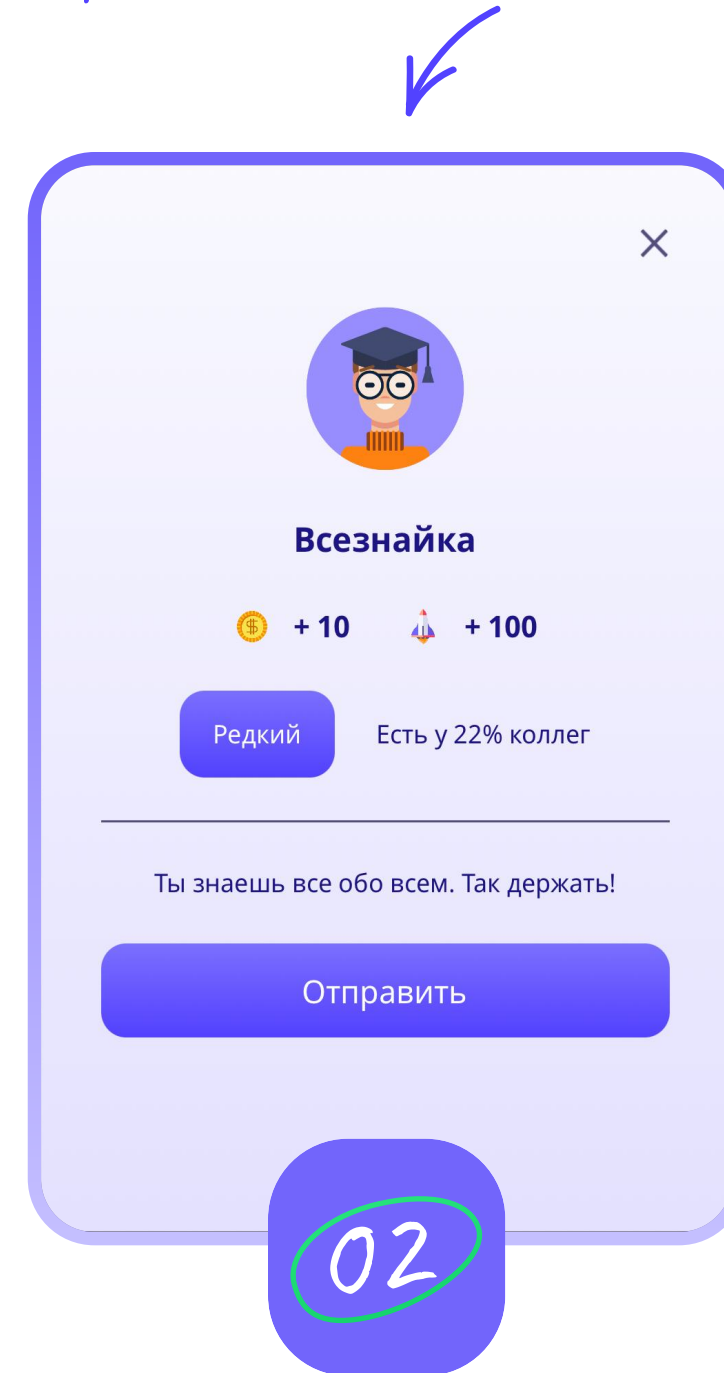 Всезнайка
+ 10 + 100
Редкий Есть у 22% коллег
Ты знаешь все обо всем. Так держать!
Отправить
02